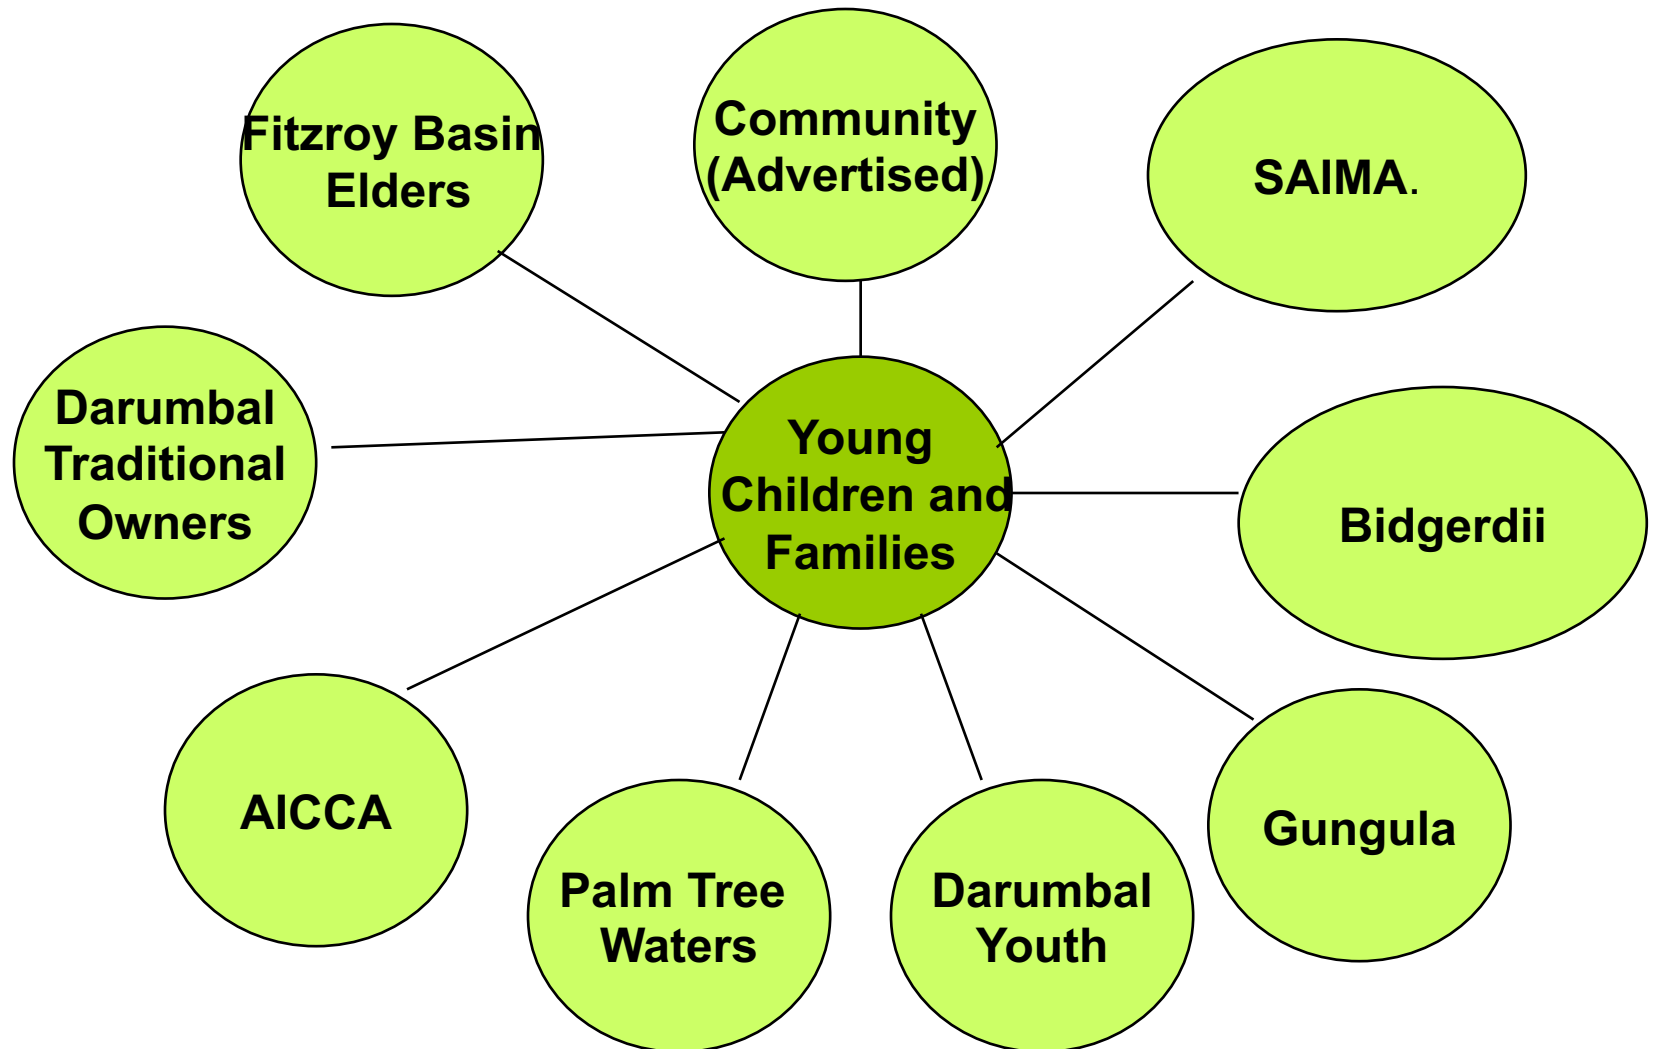 Fitzroy Basin
Elders
Community
(Advertised)
SAIMA.
Darumbal
Traditional
Owners
Young
Children and
Families
Bidgerdii
AICCA
Palm Tree
Waters
Darumbal
Youth
Gungula